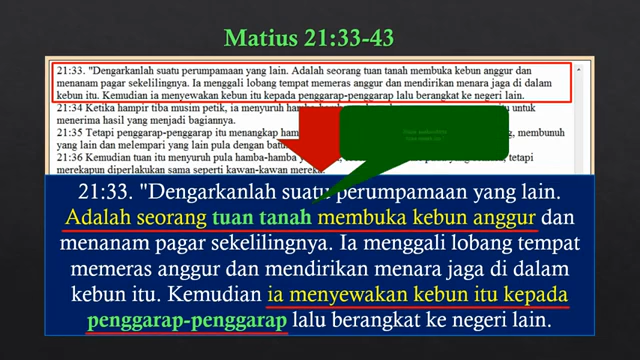 Matius 21:33-43
21:33. "Dengarkanlah suatu perumpamaan yang lain. Adalah seorang tuan tanah membuka kebun anggur dan
menanam pagar sekelilingnya. Ia menggali lobang tempat memeras anggur dan mendirikan menara jaga di dalam
kebun itu. Kemudian ia menyewakan kebun itu kepada penggarap-penggarap lalu berangkat ke negeri lain.
21:34 Ketika hampir tiba musim petik, ia menyuruh untuk
menerima hasil yang menjadi bagiannya.
21:35 Tetapi penggarap-penggarap itu menangkap membunuh
yang lain dan melempari yang lain pula dengan
21:36 Kemudian tuan itu menyuruh pula hamba-hamba tetapi
merekapun diperlakukan sama seperti kawan-kawan
21:33. "Dengarkanlah suatu perumpamaan yang lain.
Adalah seorang tuan tanah membuka kebun anggur dan
menanam pagar sekelilingnya. Ia menggali lobang tempat
memeras anggur dan mendirikan menara jaga di dalam
kebun itu. Kemudian ia menyewakan kebun itu kepada
penggarap-penggarap lalu berangkat ke negeri lain.